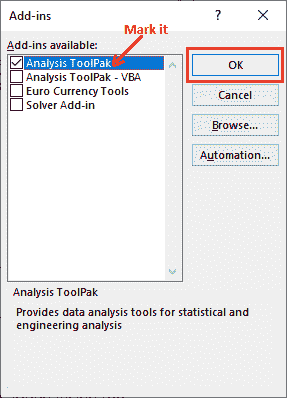 Add-ins
?
Mark it
Add-ins available:
Analysis ToolPak
Analysis ToolPak - VBA
Euro Currency Tools
Solver Add-in
OK
Cancel
Browse...
Automation...
Analysis ToolPak
Provides data analysis tools for statistical and
engineering analysis